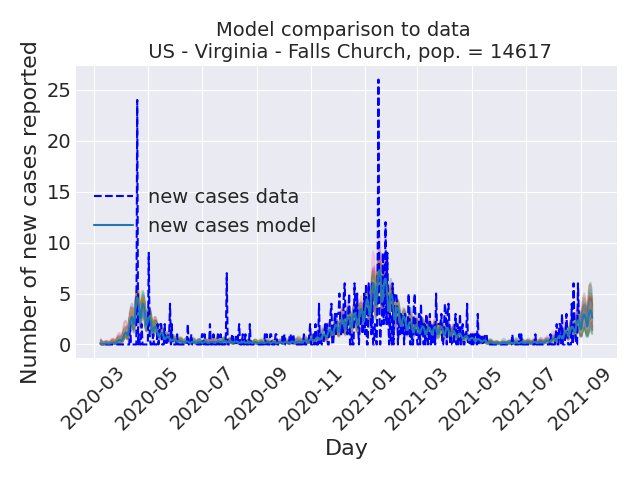 Model comparison to data
US - Virginia - Falls Church, pop. = 14617
Number of new cases reported
25
20
15
10
5
0
new cases data
new cases model
2020-03
2020-05
2020-07
2020-09
2020-11
2021-01
2021-03
2021-05
2021-07
2021-09
Day